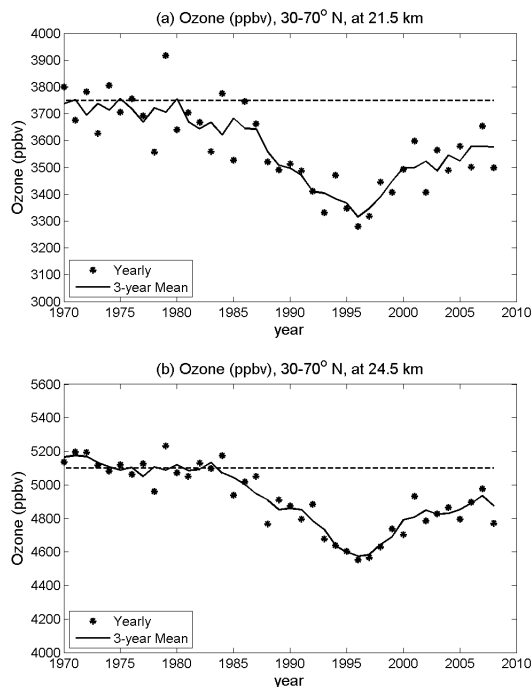 (a) Ozone (ppbv), 30-70° N, at 21.5 km
4000
3900
3800
3700
3600
3500
3400
3300
3200
3100
3000
Ozone (ppbv)
Yearly
3-year Mean
1970 1975 1980 1985 1990 1995 2000 2005 2010
year
(b) Ozone (ppbv), 30-70° N, at 24.5 km
5600
5400
5200
5000
4800
4600
4400
4200
4000
Ozone (ppbv)
Yearly
3-year Mean
1970 1975 1980 1985 1990 1995 2000 2005 2010
year